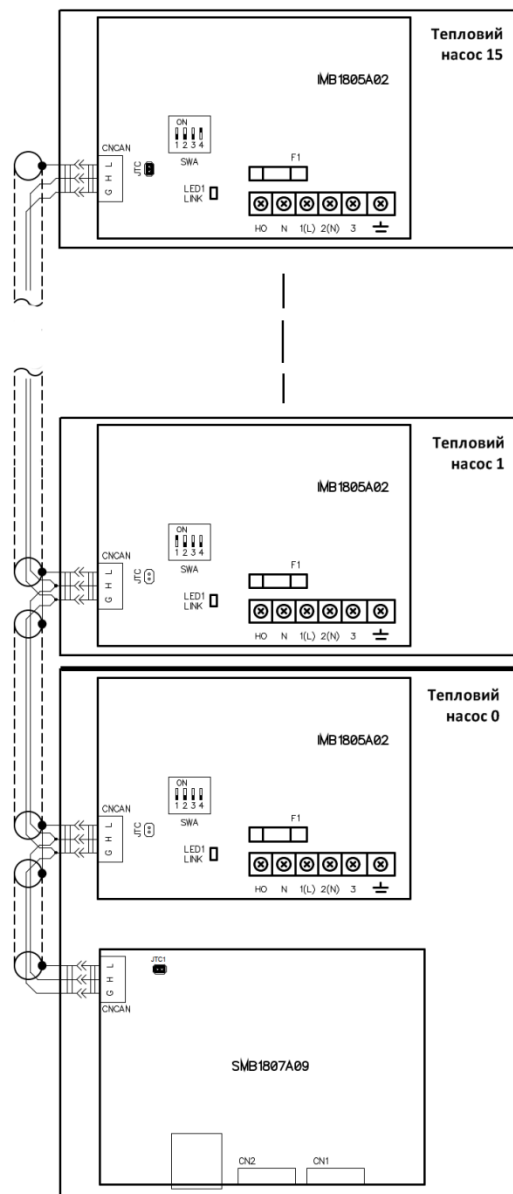 Тепловий
насос 15
IMB1805A02
ON
1 2 3 4
SWA
CNCAN
L
H
G
JTC
F1
LED1
LINK
HO N 1(L) 2(N) 3
Тепловий
насос 1
IMB1805A02
ON
1 2 3 4
SWA
CNCAN
L
H
G
JTC
F1
LED1
LINK
HO N 1(L) 2(N) 3
Тепловий
насос 0
IMB1805A02
ON
1 2 3 4
SWA
CNCAN
L
H
G
JTC
F1
LED1
LINK
HO N 1(L) 2(N) 3
JTC1
L
H
G
CNCAN
SMB1807A09
CN2 CN1